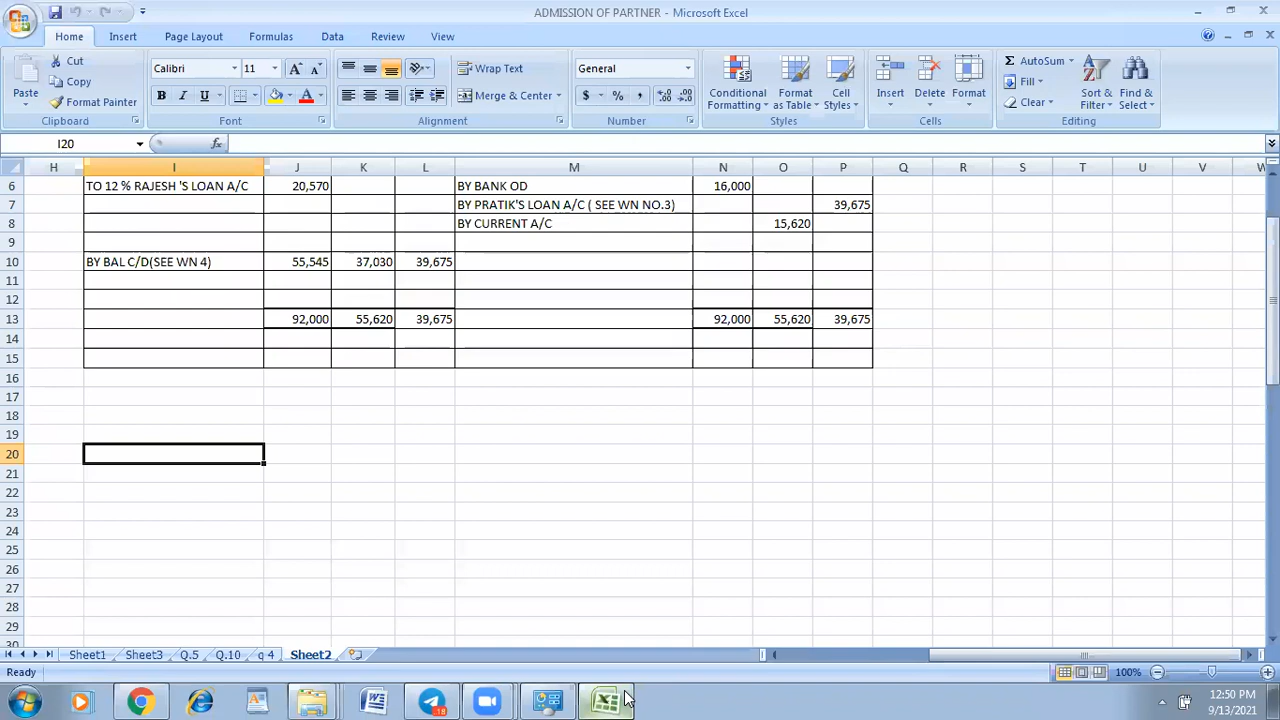 ADMISSION OF PARTNER - Microsoft Excel
Home Insert Page Layout Formulas Data Review View
Cut
Copy
Format Painter
Paste
Clipboard
Calibri 11
B I U
Font
Wrap Text
Merge & Center
Alignment
General
$ % ,
Number
Conditional Formatting
Format as Table
Cell Styles
Styles
Insert Delete Format
Cells
Σ AutoSum
Fill
Clear
Sort & Filter
Find & Select
Editing
I20 fx
H I J K L M N O P Q R S T U V W
6 TO 12 % RAJESH 'S LOAN A/C 20,570 BY BANK OD 16,000
7 BY PRATIK'S LOAN A/C ( SEE WN NO.3) 39,675
8 BY CURRENT A/C 15,620
9
10 BY BAL C/D(SEE WN 4) 55,545 37,030 39,675
11
12
13 92,000 55,620 39,675 92,000 55,620 39,675
14
15
16
17
18
19
20
21
22
23
24
25
26
27
28
29
30
Sheet1 Sheet3 Q.5 Q.10 q 4 Sheet2
Ready 100%
12:50 PM
9/13/2021